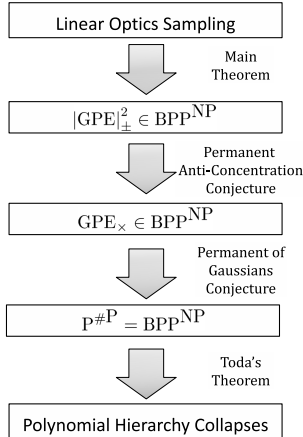 Linear Optics Sampling
Main
Theorem
|GPE|²± ∈ BPP^NP
Permanent
Anti-Concentration
Conjecture
GPE× ∈ BPP^NP
Permanent of
Gaussians
Conjecture
P^#P = BPP^NP
Toda's
Theorem
Polynomial Hierarchy Collapses